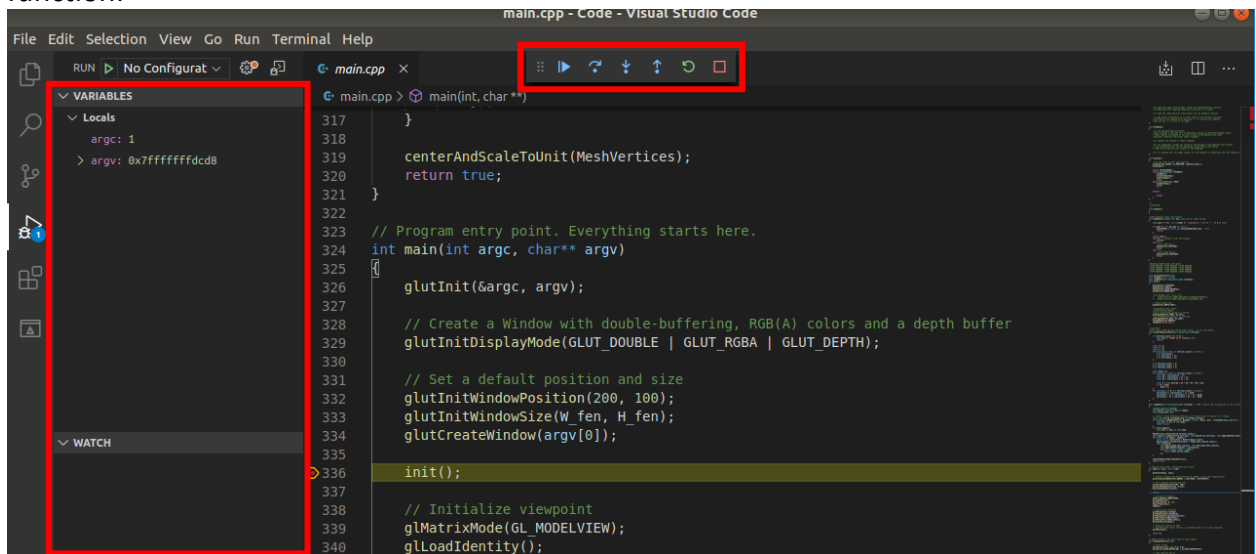 function.
main.cpp - Code - Visual Studio Code
File Edit Selection View Go Run Terminal Help
RUN No Configurat
main.cpp
VARIABLES
main.cpp > main(int, char **)
Locals
argc: 1
argv: 0x7fffffffdcd8
317 }
318
319 centerAndScaleToUnit(MeshVertices);
320 return true;
321 }
322
323 // Program entry point. Everything starts here.
324 int main(int argc, char** argv)
325 {
326 glutInit(&argc, argv);
327
328 // Create a Window with double-buffering, RGB(A) colors and a depth buffer
329 glutInitDisplayMode(GLUT_DOUBLE | GLUT_RGBA | GLUT_DEPTH);
330
331 // Set a default position and size
332 glutInitWindowPosition(200, 100);
333 glutInitWindowSize(W_fen, H_fen);
334 glutCreateWindow(argv[0]);
335
WATCH
336 init();
337
338 // Initialize viewpoint
339 glMatrixMode(GL_MODELVIEW);
340 glLoadIdentity();
1